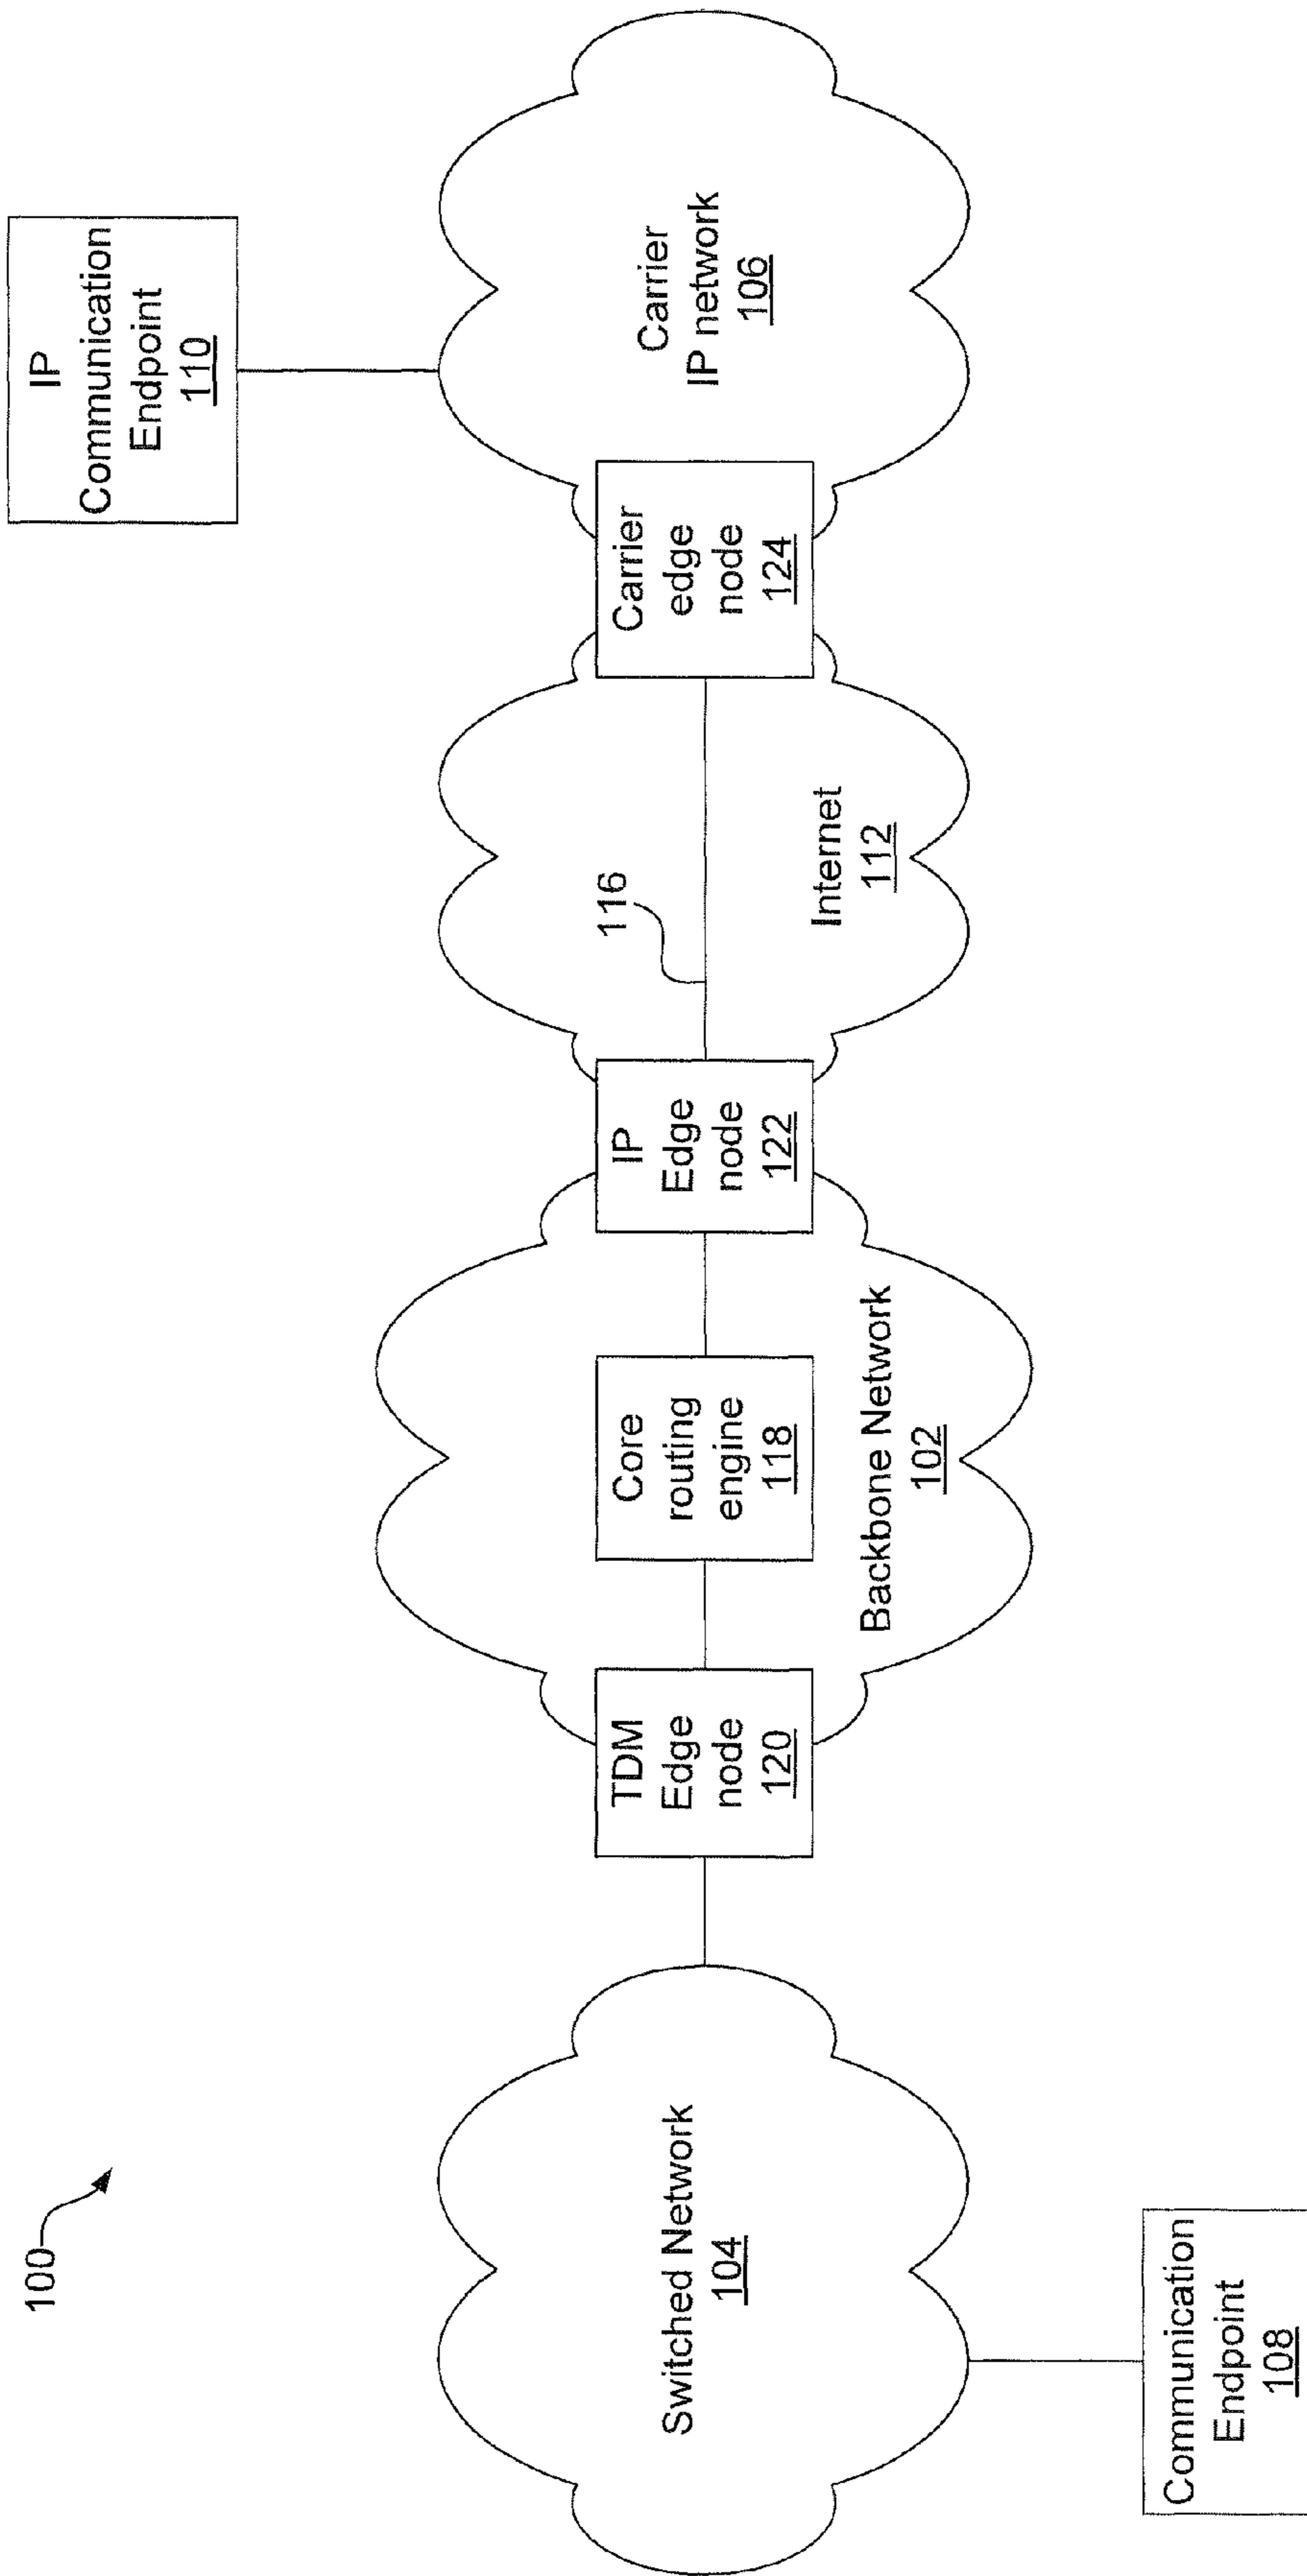 100
IP
Communication
Endpoint
110
Switched Network
104
TDM
Edge
node
120
Core
routing
engine
118
Backbone Network
102
IP
Edge
node
122
116
Internet
112
Carrier
edge
node
124
Carrier
IP network
106
Communication
Endpoint
108